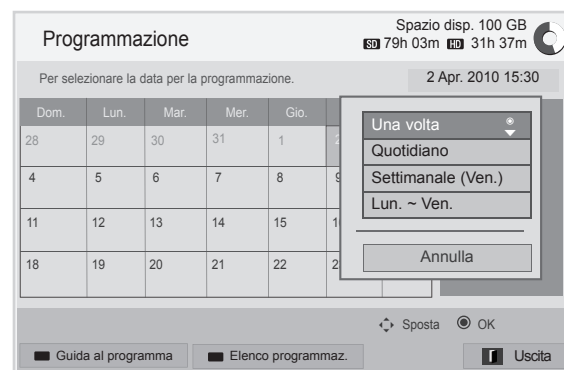 Programmazione
Spazio disp. 100 GB
SD 79h 03m HD 31h 37m
Per selezionare la data per la programmazione.
2 Apr. 2010 15:30
Dom. Lun. Mar. Mer. Gio.
28 29 30 31 1 2
4 5 6 7 8 9
11 12 13 14 15
18 19 20 21 22
Una volta
Quotidiano
Settimanale (Ven.)
Lun. ~ Ven.
Annulla
Sposta OK
Guida al programma Elenco programmaz. Uscita